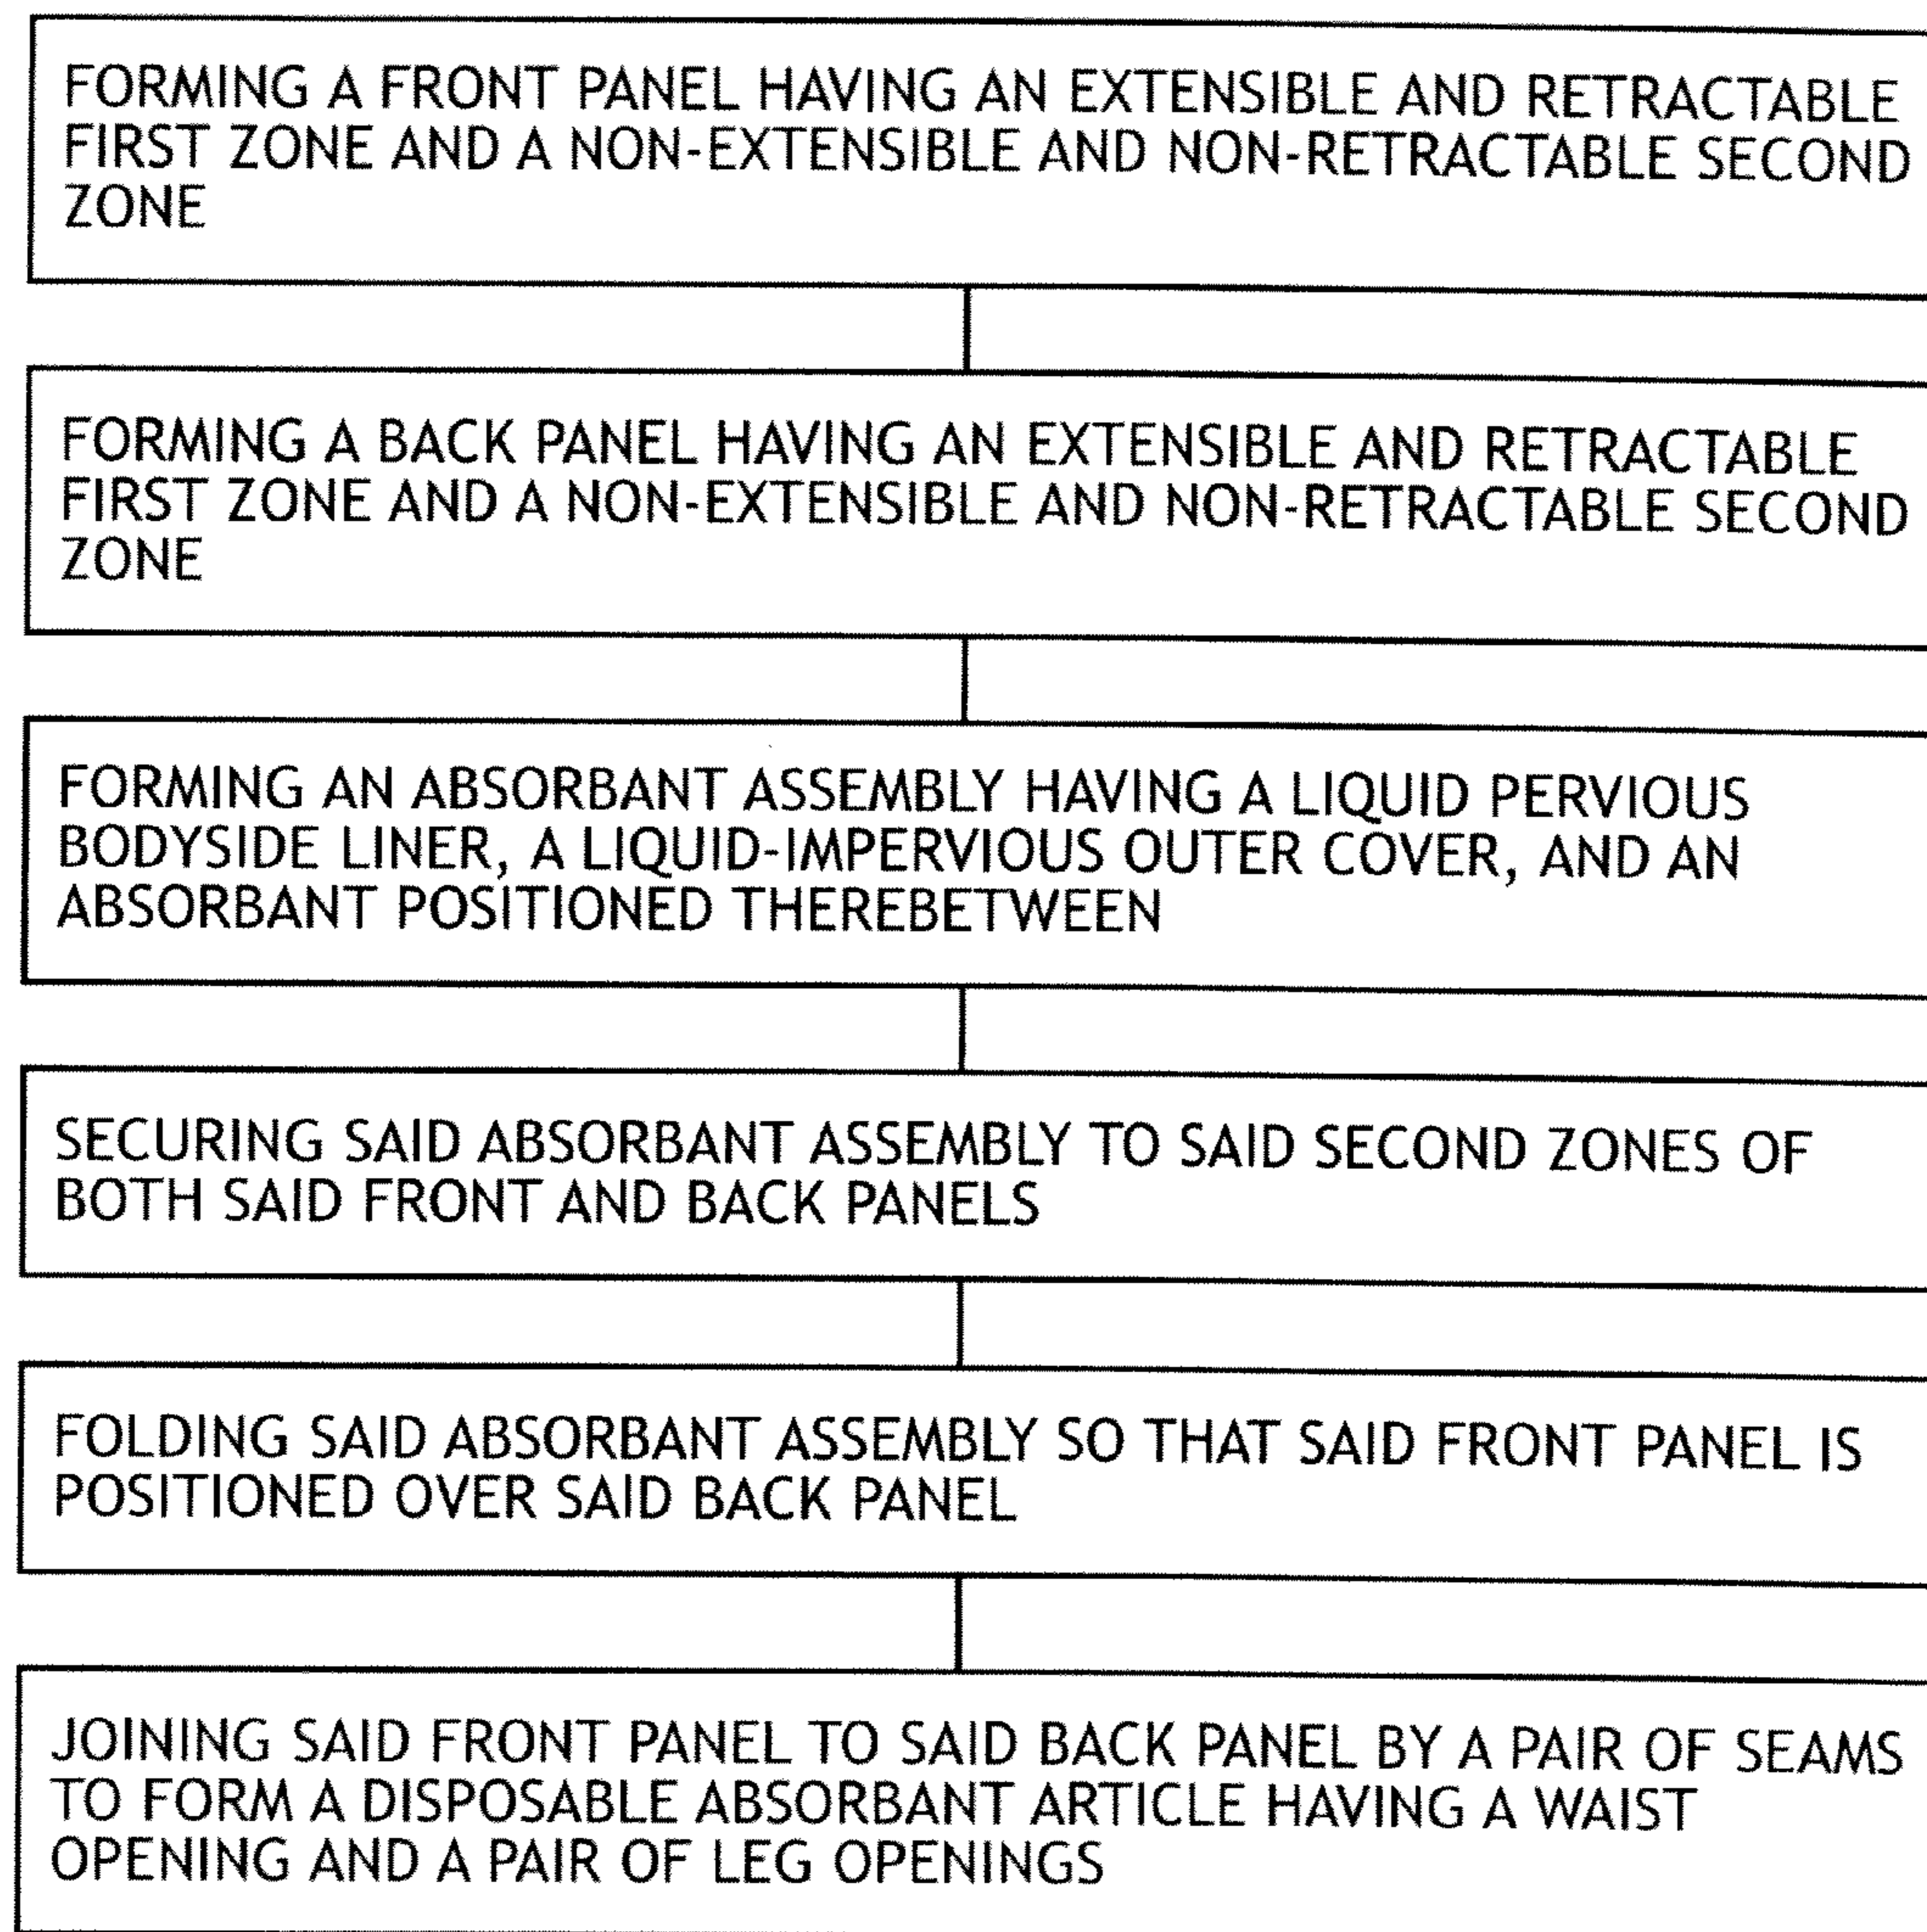 FORMING A FRONT PANEL HAVING AN EXTENSIBLE AND RETRACTABLE
FIRST ZONE AND A NON-EXTENSIBLE AND NON-RETRACTABLE SECOND
ZONE
FORMING A BACK PANEL HAVING AN EXTENSIBLE AND RETRACTABLE
FIRST ZONE AND A NON-EXTENSIBLE AND NON-RETRACTABLE SECOND
ZONE
FORMING AN ABSORBANT ASSEMBLY HAVING A LIQUID PERVIOUS
BODYSIDE LINER, A LIQUID-IMPERVIOUS OUTER COVER, AND AN
ABSORBANT POSITIONED THEREBETWEEN
SECURING SAID ABSORBANT ASSEMBLY TO SAID SECOND ZONES OF
BOTH SAID FRONT AND BACK PANELS
FOLDING SAID ABSORBANT ASSEMBLY SO THAT SAID FRONT PANEL IS
POSITIONED OVER SAID BACK PANEL
JOINING SAID FRONT PANEL TO SAID BACK PANEL BY A PAIR OF SEAMS
TO FORM A DISPOSABLE ABSORBANT ARTICLE HAVING A WAIST
OPENING AND A PAIR OF LEG OPENINGS